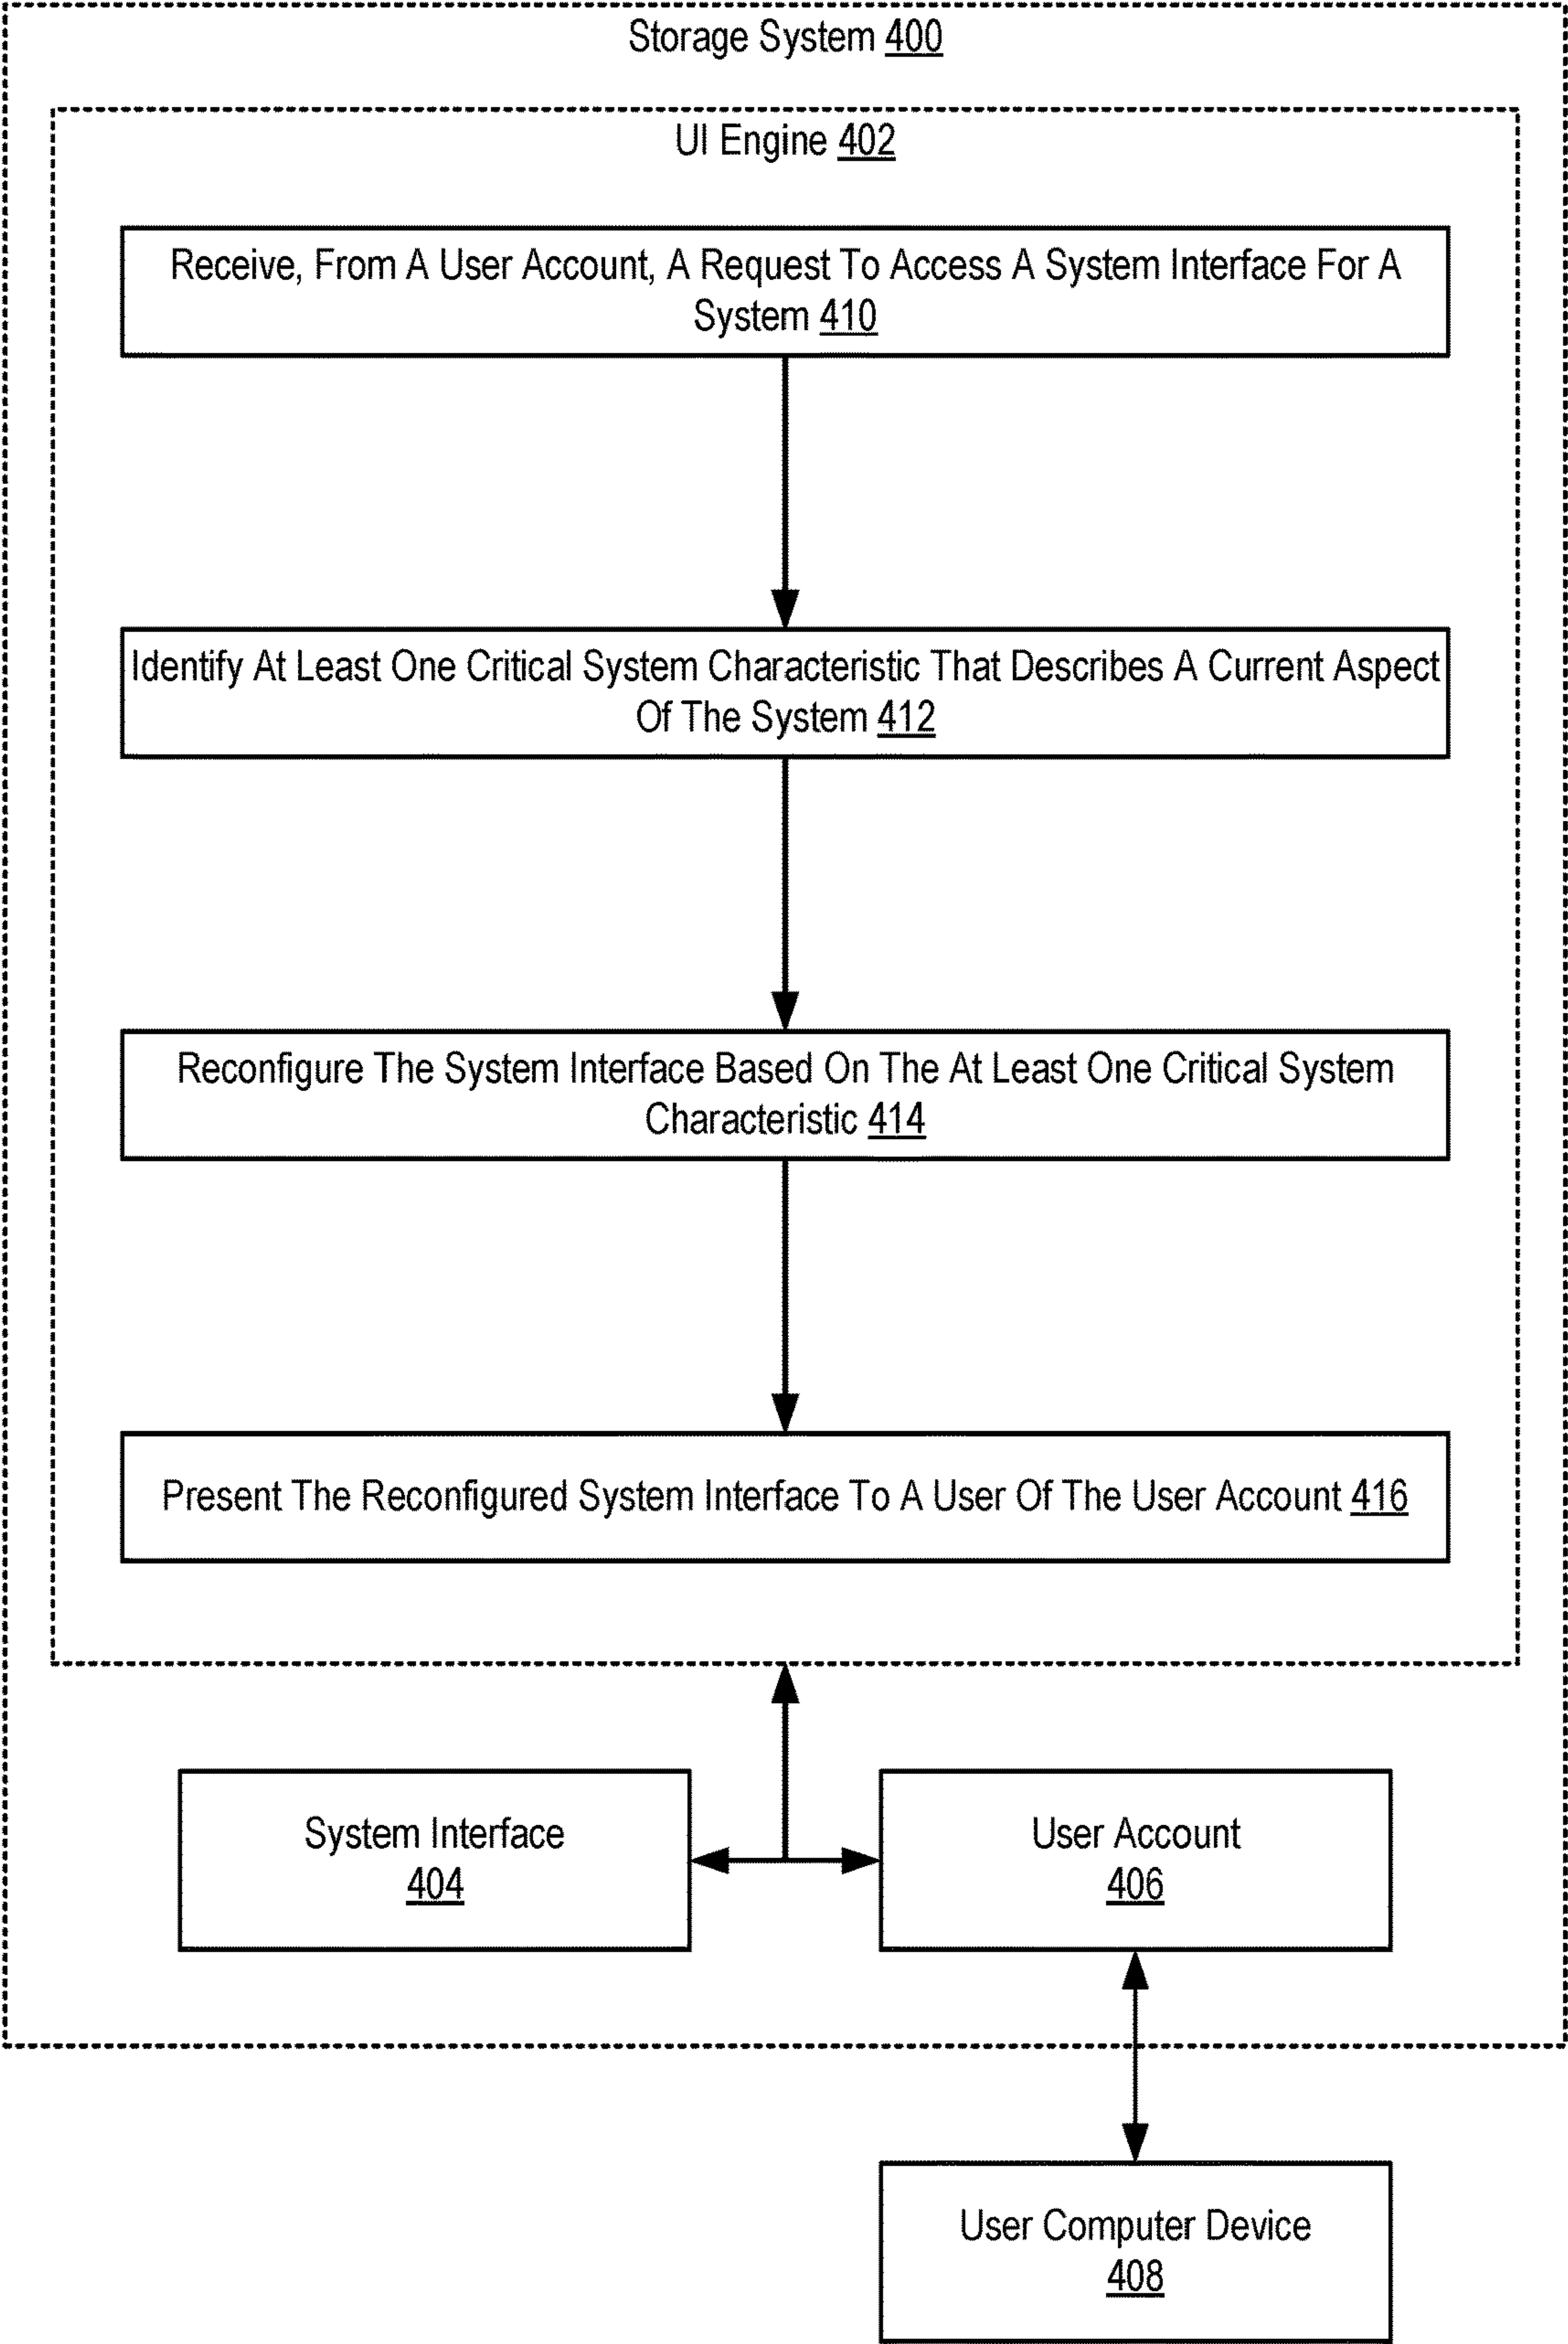 Storage System 400
UI Engine 402
Receive, From A User Account, A Request To Access A System Interface For A
System 410
Identify At Least One Critical System Characteristic That Describes A Current Aspect
Of The System 412
Reconfigure The System Interface Based On The At Least One Critical System
Characteristic 414
Present The Reconfigured System Interface To A User Of The User Account 416
System Interface
404
User Account
406
User Computer Device
408